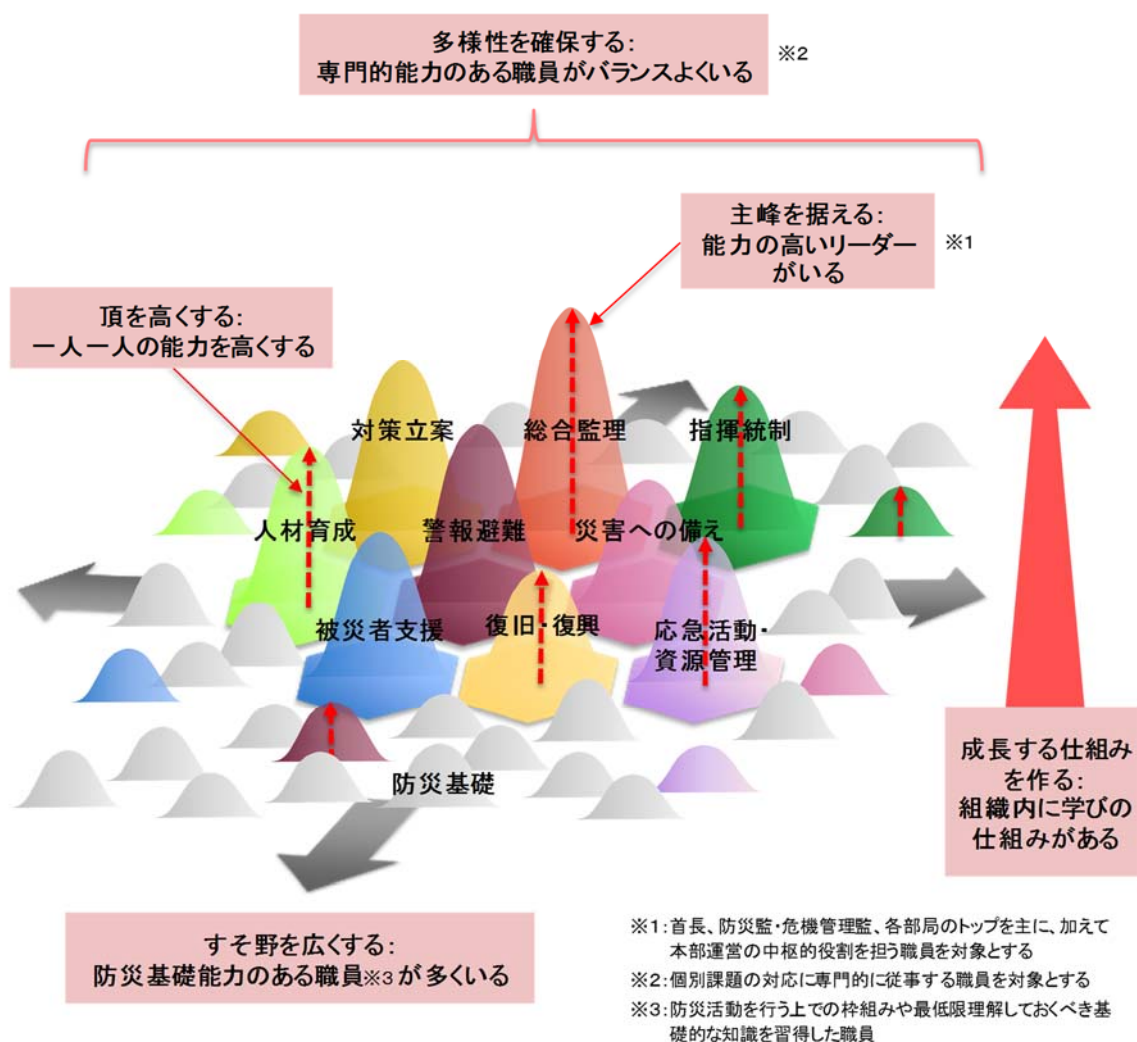 多様性を確保する：
専門的能力のある職員がバランスよくいる
※2
主峰を据える：
能力の高いリーダー
がいる
※1
頂を高くする：
一人一人の能力を高くする
対策立案
総合監理
指揮統制
人材育成
警報避難
災害への備え
被災者支援
復旧・復興
応急活動・
資源管理
防災基礎
成長する仕組み
を作る：
組織内に学びの
仕組みがある
すそ野を広くする：
防災基礎能力のある職員※3が多くいる
※1：首長、防災監・危機管理監、各部局のトップを主に、加えて
本部運営の中枢的役割を担う職員を対象とする
※2：個別課題の対応に専門的に従事する職員を対象とする
※3：防災活動を行う上での枠組みや最低限理解しておくべき基
礎的な知識を習得した職員